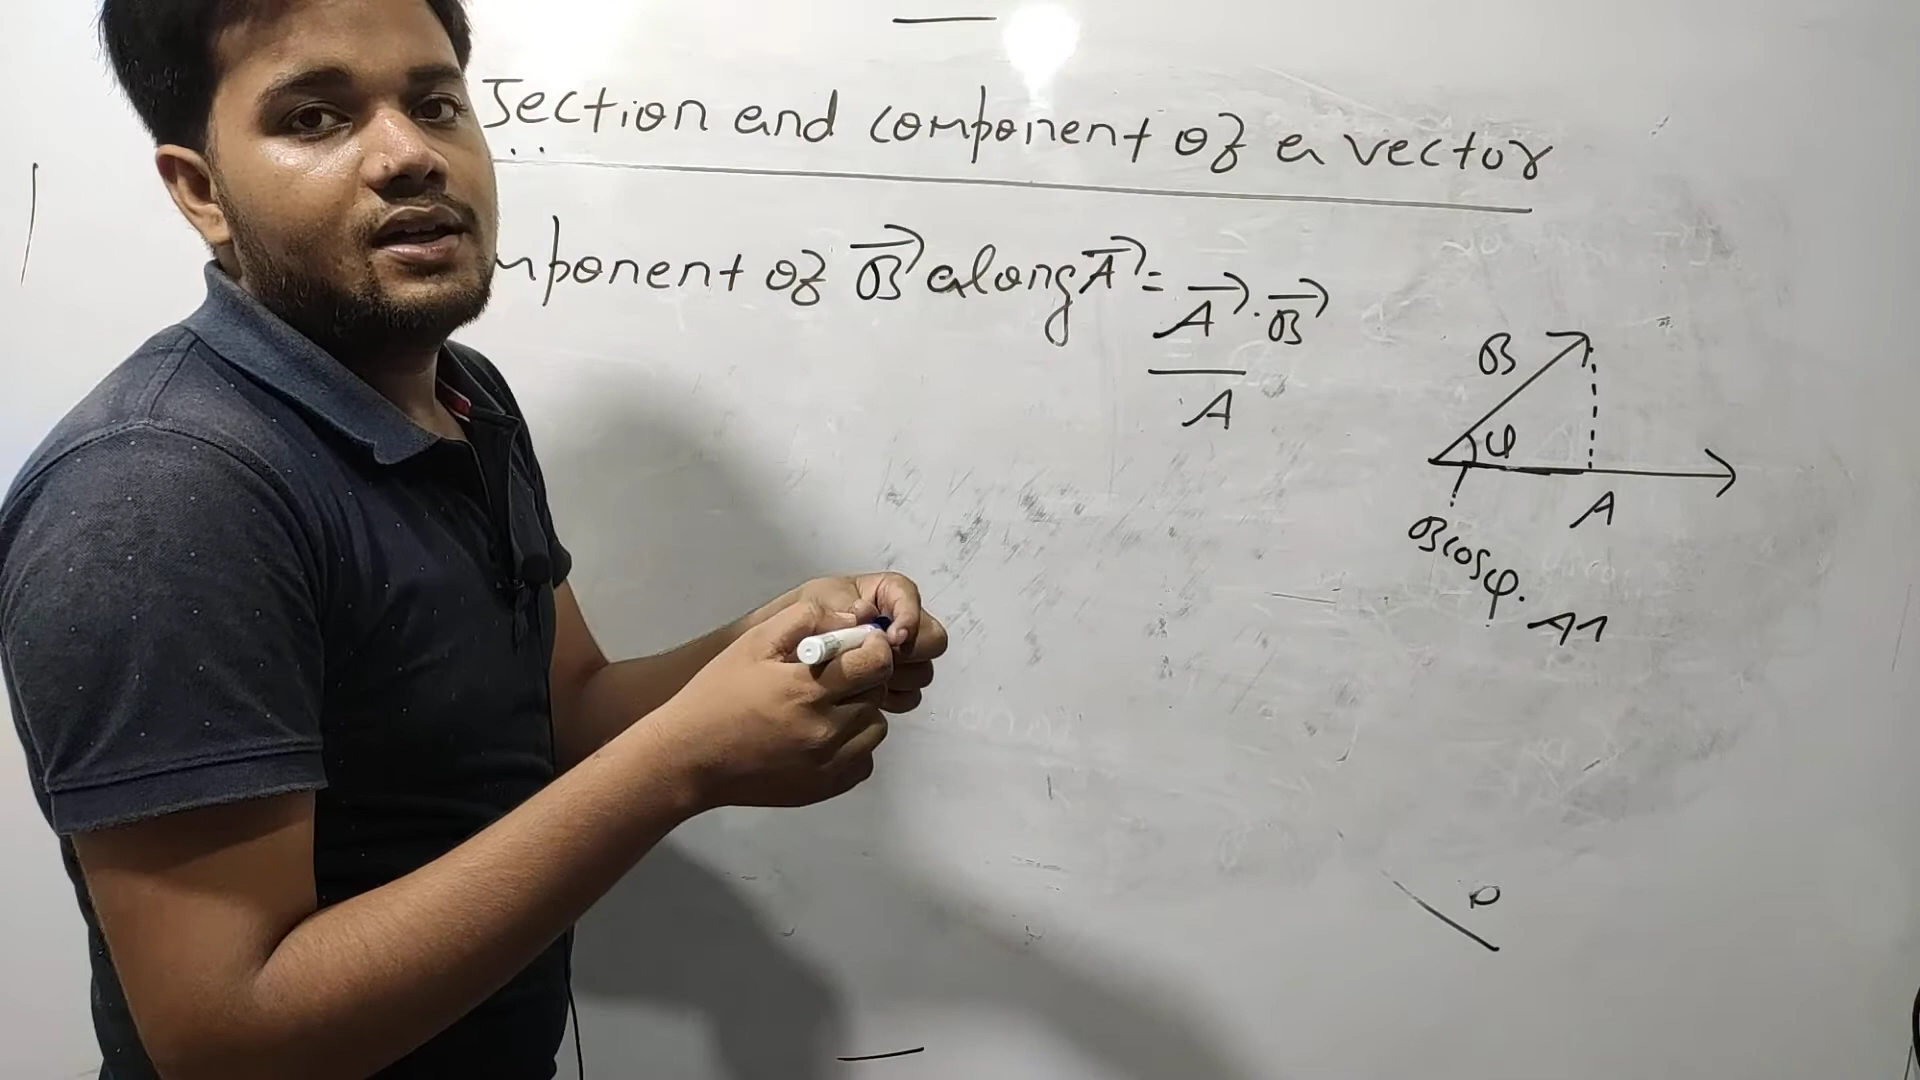 Section and component of a vector
mponent of B⃗ along A⃗ = A⃗ · B⃗
A
B
φ
A
Bcosφ.
P